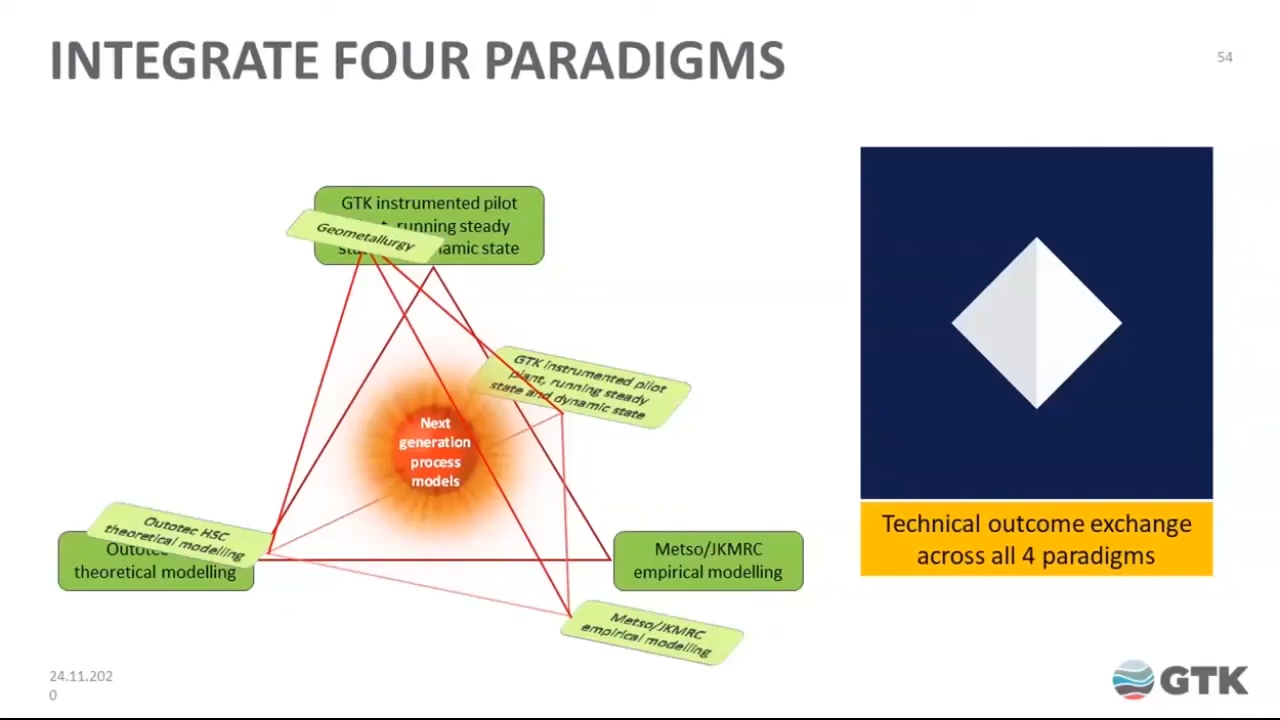 INTEGRATE FOUR PARADIGMS
54
GTK instrumented pilot
running steady
state
Geometallurgy
GTK instrumented pilot
plant, running steady
state and dynamic state
Next
generation
process
models
Outotec HSC
theoretical modelling
theoretical modelling
Metso/JKMRC
empirical modelling
Metso/JKMRC
empirical modelling
Technical outcome exchange
across all 4 paradigms
24.11.202
0
GTK